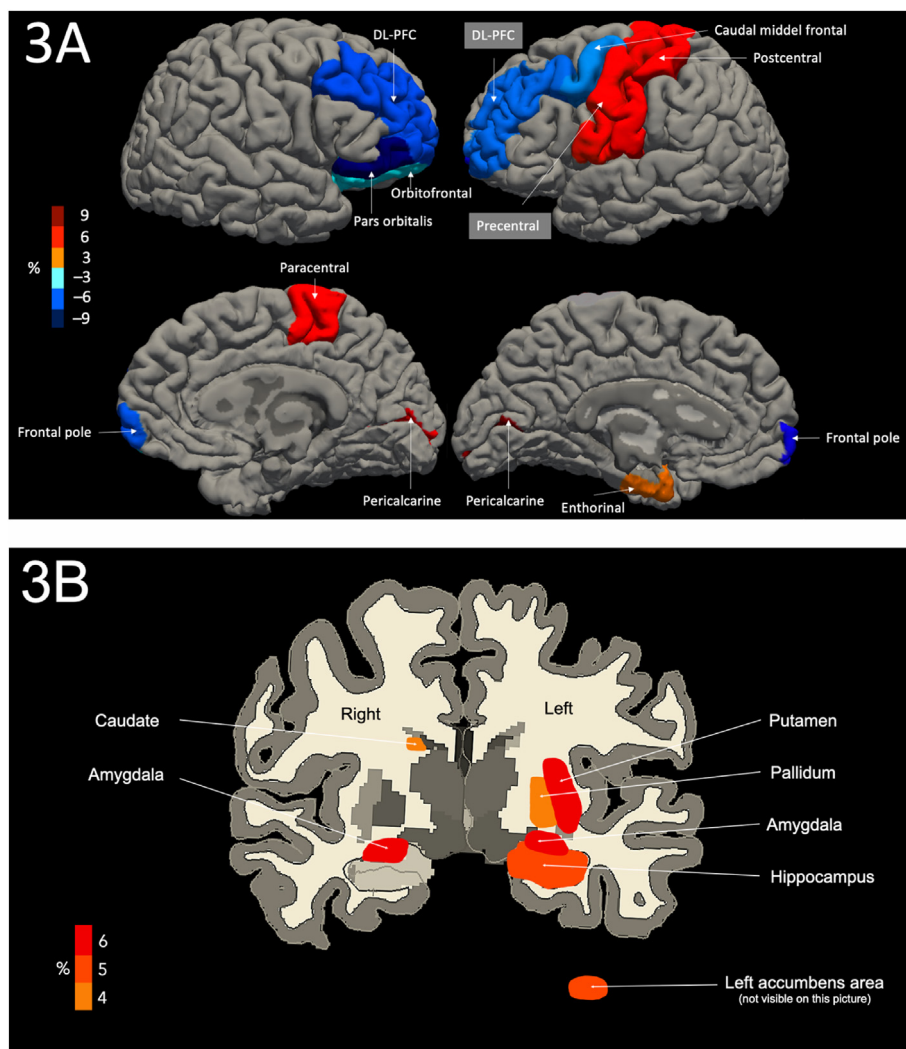 3A
DL-PFC
DL-PFC
Caudal middel frontal
Postcentral
Orbitofrontal
Pars orbitalis
Precentral
%
9
6
3
–3
–6
–9
Paracentral
Frontal pole
Pericalcarine
Pericalcarine
Enthorinal
Frontal pole
3B
Right
Left
Caudate
Amygdala
Putamen
Pallidum
Amygdala
Hippocampus
%
6
5
4
Left accumbens area
(not visible on this picture)